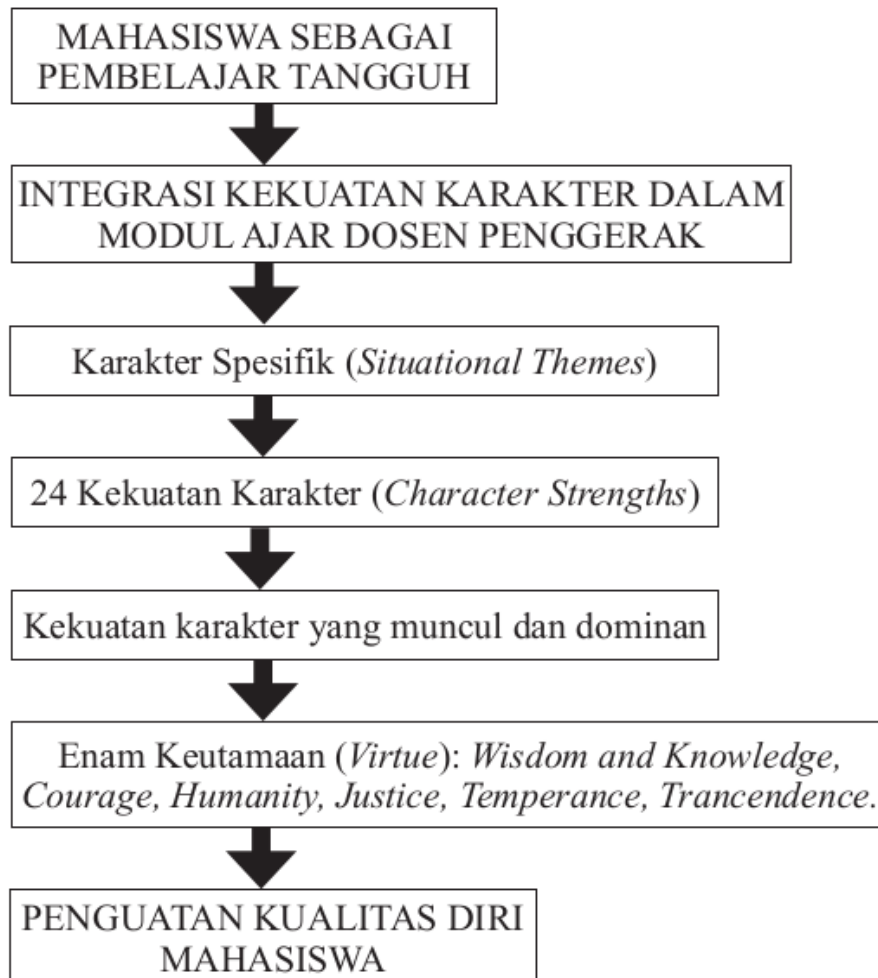 MAHASISWA SEBAGAI
PEMBELAJAR TANGGUH
INTEGRASI KEKUATAN KARAKTER DALAM
MODUL AJAR DOSEN PENGGERAK
Karakter Spesifik (Situational Themes)
24 Kekuatan Karakter (Character Strengths)
Kekuatan karakter yang muncul dan dominan
Enam Keutamaan (Virtue): Wisdom and Knowledge,
Courage, Humanity, Justice, Temperance, Trancendence.
PENGUATAN KUALITAS DIRI
MAHASISWA